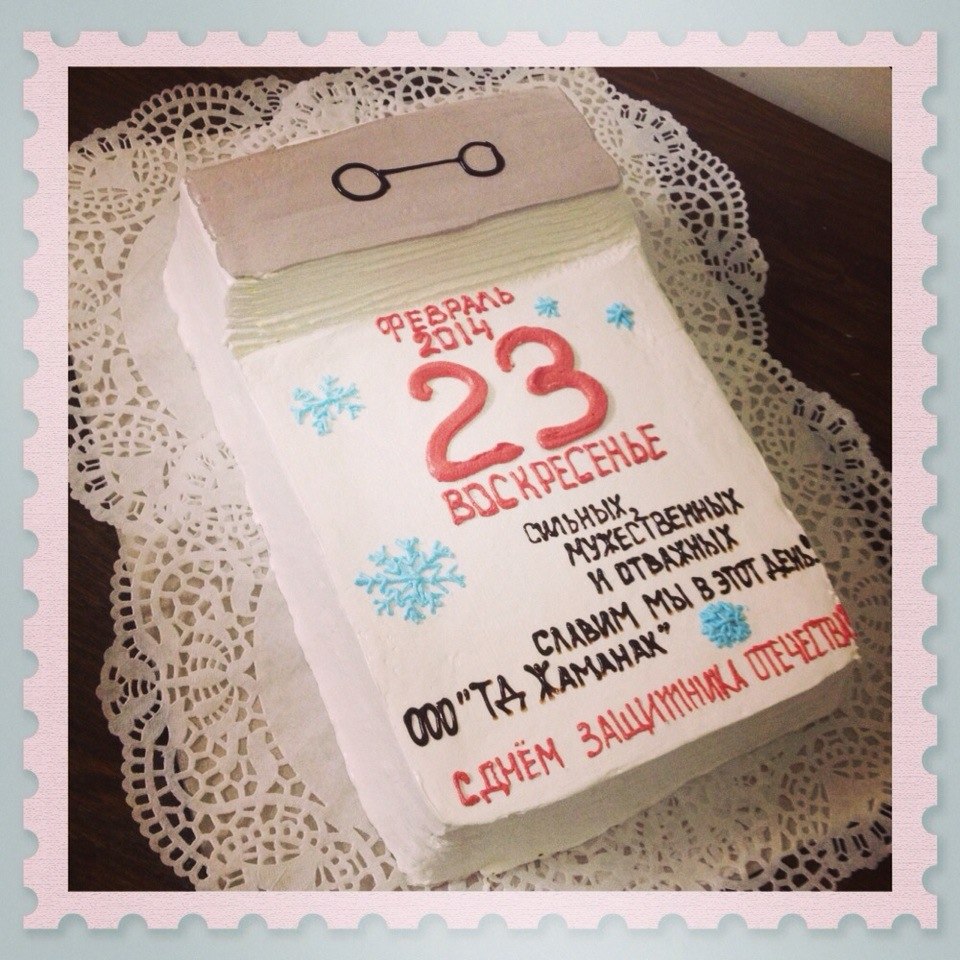 ФЕВРАЛЬ
2014
23
ВОСКРЕСЕНЬЕ
СИЛЬНЫХ,
МУЖЕСТВЕННЫХ
И ОТВАЖНЫХ
СЛАВИМ МЫ В ЭТОТ ДЕНЬ!
ООО "ТД ЖАМАНАК"
С ДНЁМ ЗАЩИТНИКА ОТЕЧЕСТВА